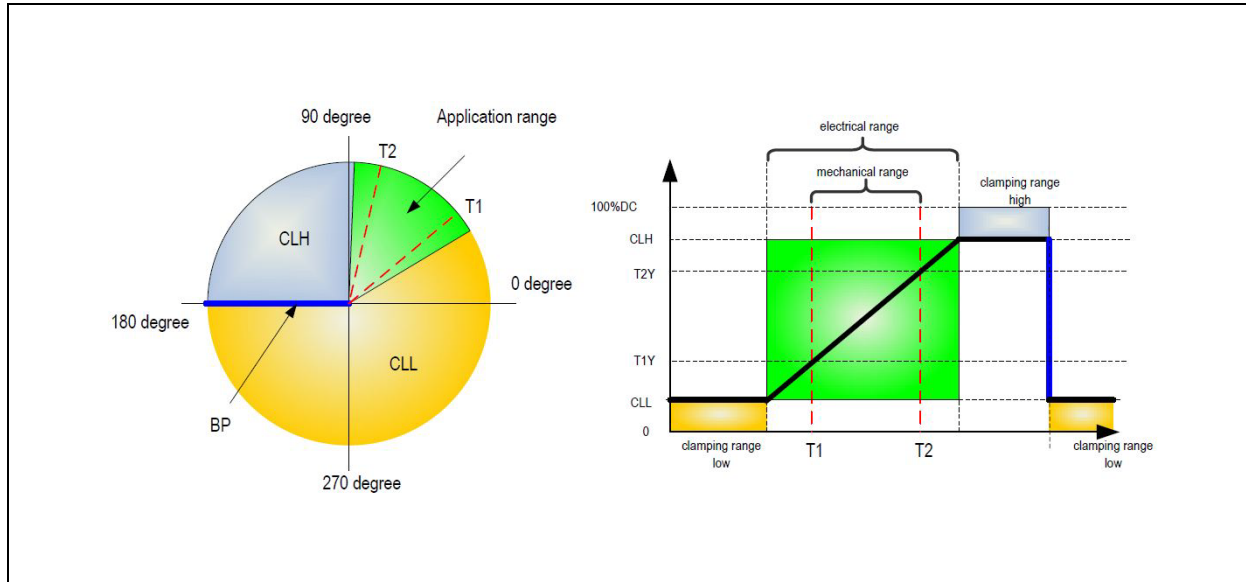 90 degree
Application range
T2
T1
CLH
0 degree
180 degree
CLL
BP
270 degree
electrical range
mechanical range
clamping range
high
100%DC
CLH
T2Y
T1Y
CLL
0
clamping range
low
T1
T2
clamping range
low